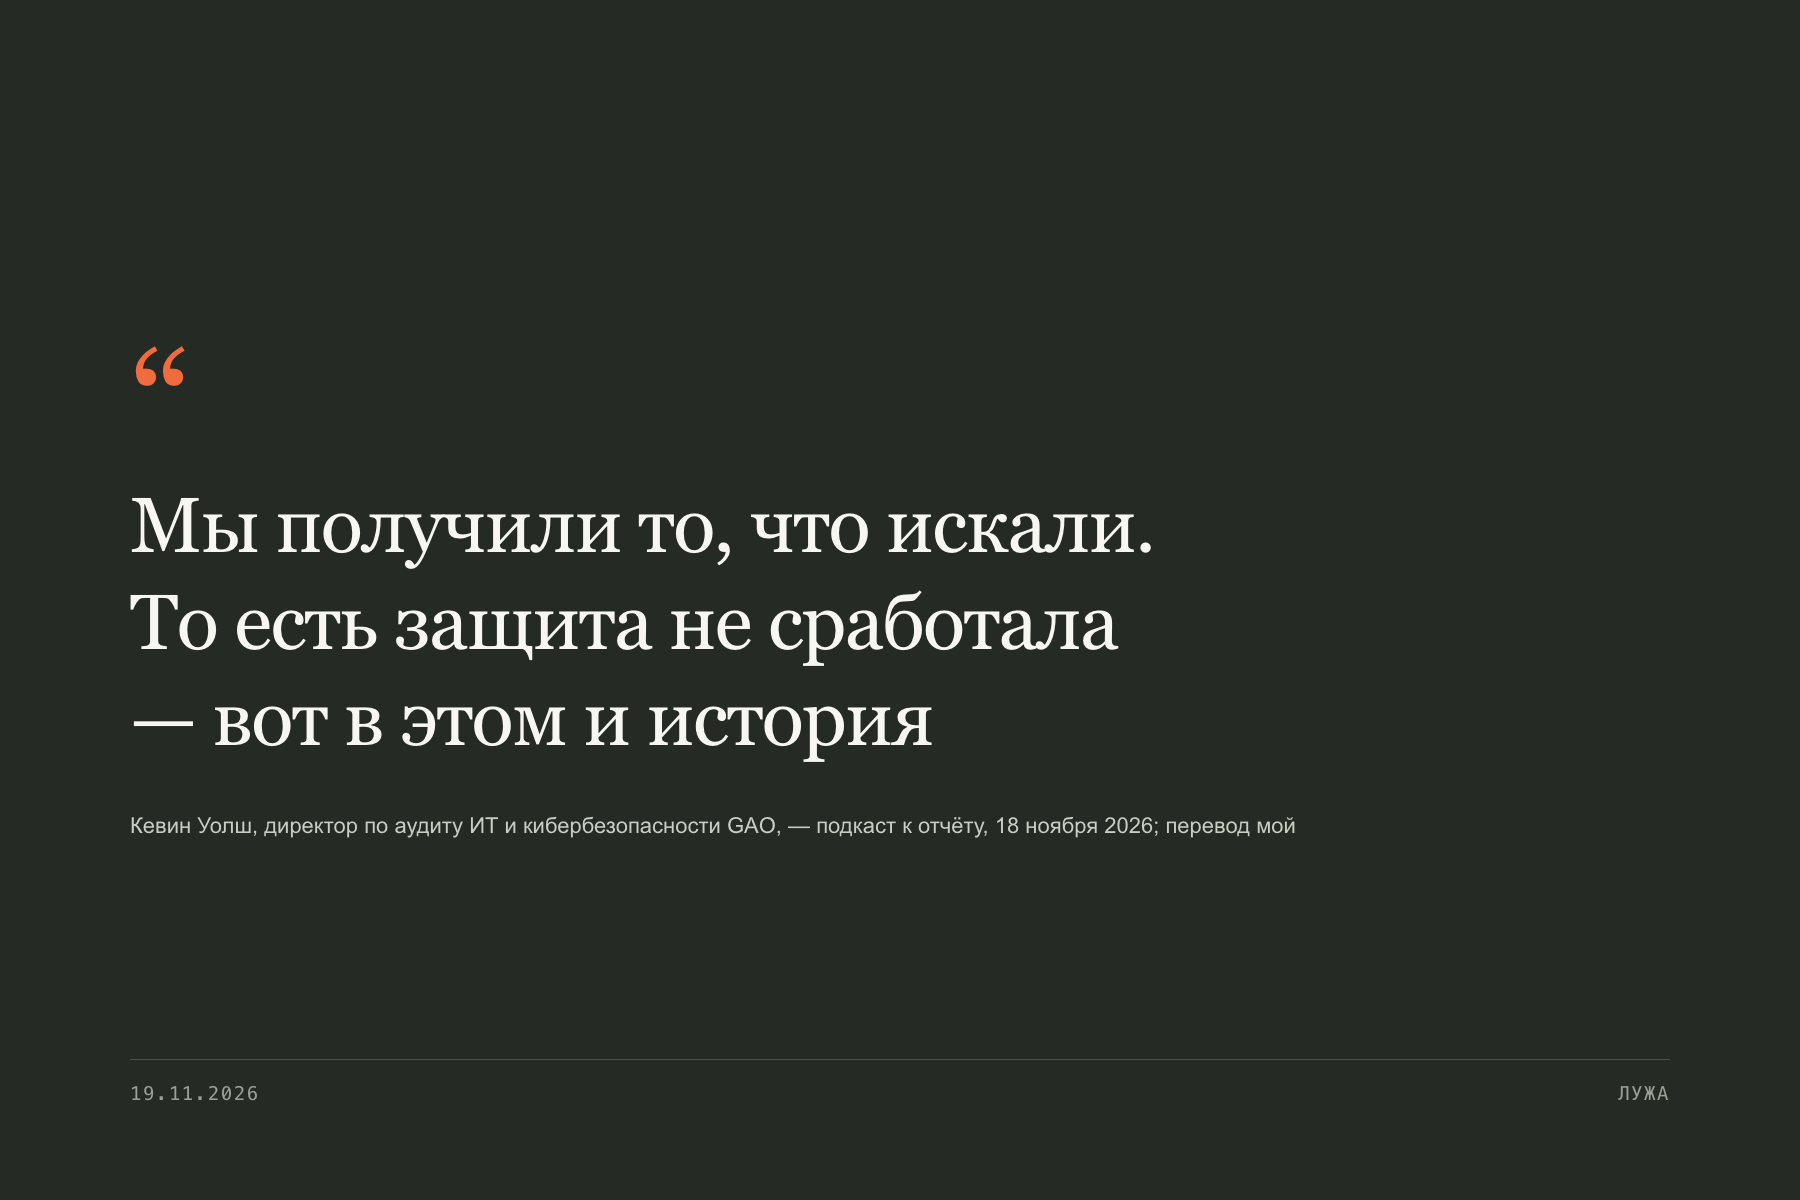 “
Мы получили то, что искали.
То есть защита не сработала
— вот в этом и история
Кевин Уолш, директор по аудиту ИТ и кибербезопасности GAO, — подкаст к отчёту, 18 ноября 2026; перевод мой
19.11.2026
ЛУЖА